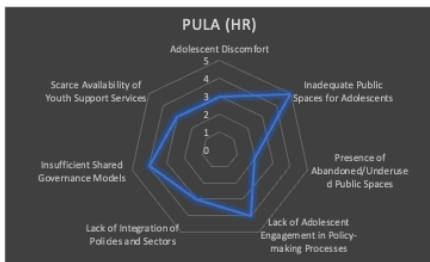 PULA (HR)
Adolescent Discomfort
5
4
3
2
1
0
Inadequate Public
Spaces for Adolescents
Presence of
Abandoned/Underuse
d Public Spaces
Lack of Adolescent
Engagement in Policy-
making Processes
Lack of Integration of
Policies and Sectors
Insufficient Shared
Governance Models
Scarce Availability of
Youth Support Services